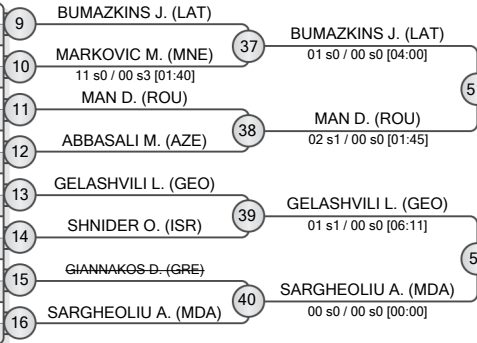 9
BUMAZKINS J. (LAT)
10
MARKOVIC M. (MNE)
11 s0 / 00 s3 [01:40]
37
BUMAZKINS J. (LAT)
01 s0 / 00 s0 [04:00]
11
MAN D. (ROU)
12
ABBASALI M. (AZE)
38
MAN D. (ROU)
02 s1 / 00 s0 [01:45]
5
13
GELASHVILI L. (GEO)
14
SHNIDER O. (ISR)
39
GELASHVILI L. (GEO)
01 s1 / 00 s0 [06:11]
15
GIANNAKOS D. (GRE)
16
SARGHEOLIU A. (MDA)
40
SARGHEOLIU A. (MDA)
00 s0 / 00 s0 [00:00]
5